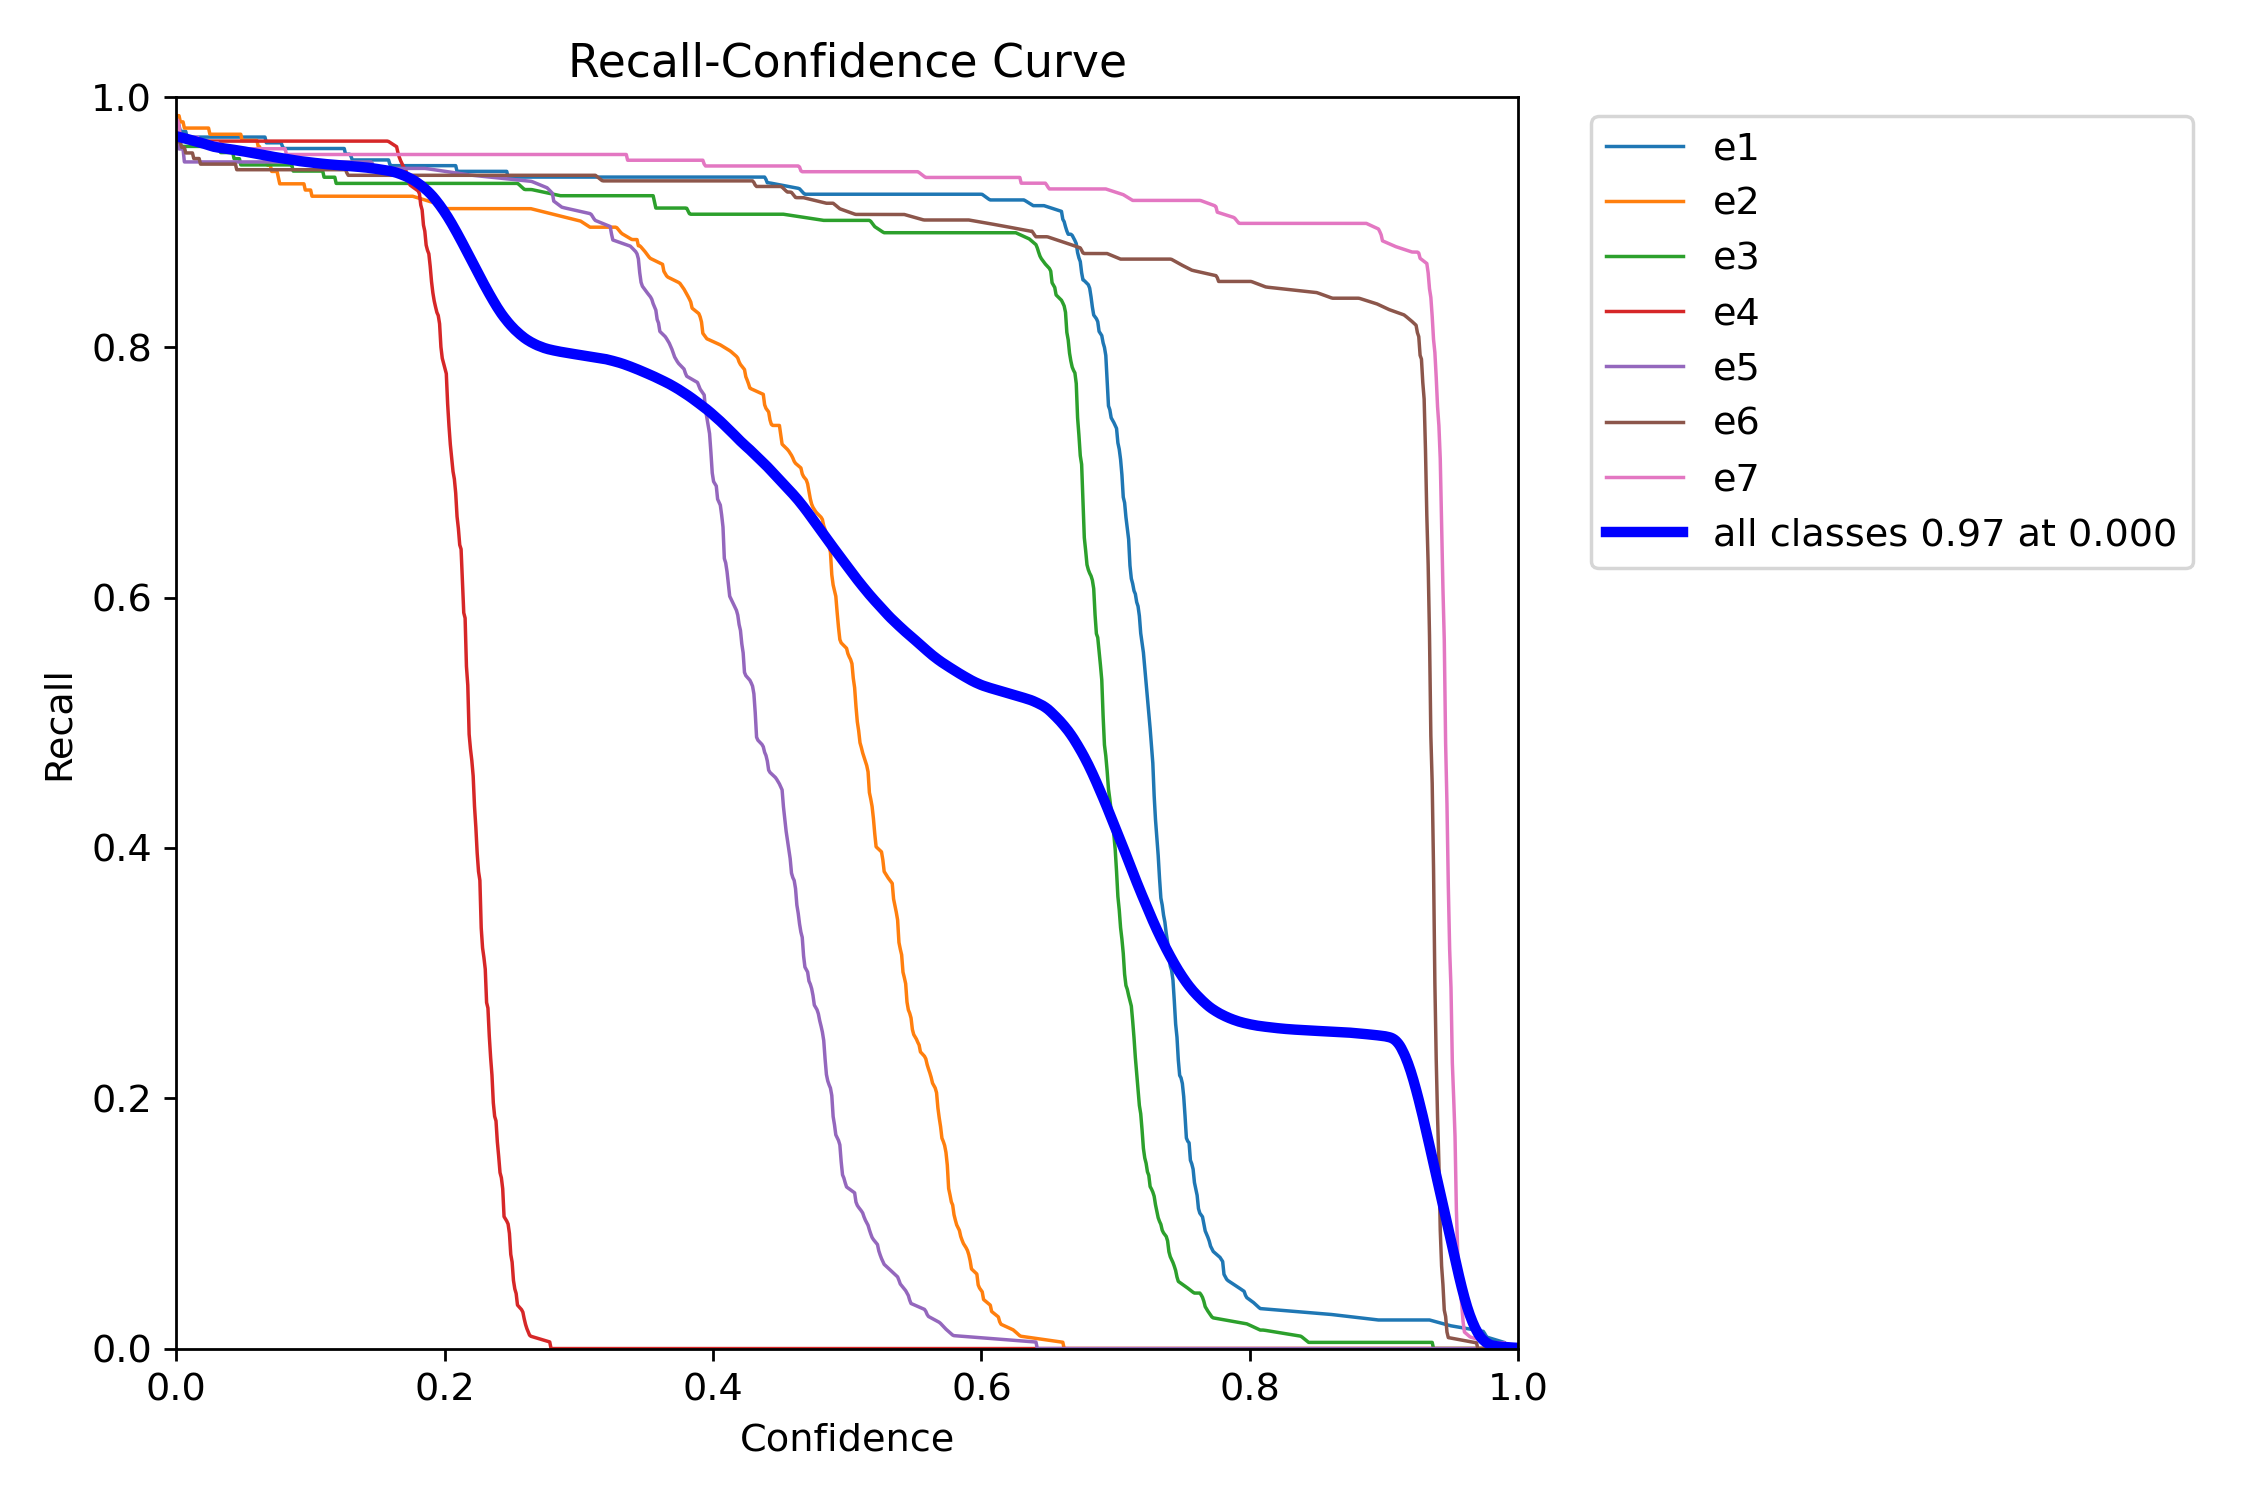 Recall-Confidence Curve
1.0
0.8
0.6
0.4
0.2
0.0
Recall
0.0 0.2 0.4 0.6 0.8 1.0
Confidence
e1
e2
e3
e4
e5
e6
e7
all classes 0.97 at 0.000